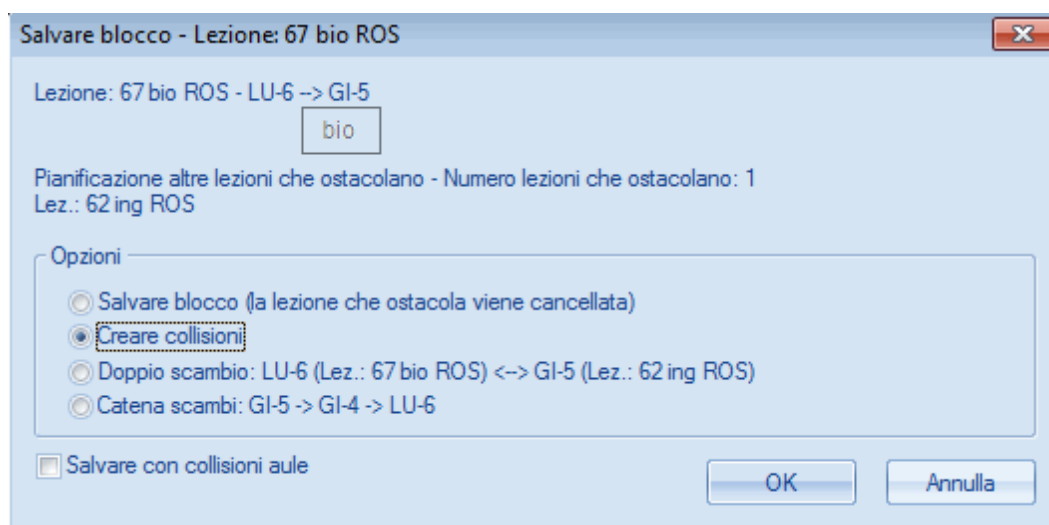 Salvare blocco - Lezione: 67 bio ROS
Lezione: 67 bio ROS - LU-6 --> GI-5
bio
Pianificazione altre lezioni che ostacolano - Numero lezioni che ostacolano: 1
Lez.: 62 ing ROS
Opzioni
Salvare blocco (la lezione che ostacola viene cancellata)
Creare collisioni
Doppio scambio: LU-6 (Lez.: 67 bio ROS) <--> GI-5 (Lez.: 62 ing ROS)
Catena scambi: GI-5 -> GI-4 -> LU-6
Salvare con collisioni aule
OK Annulla